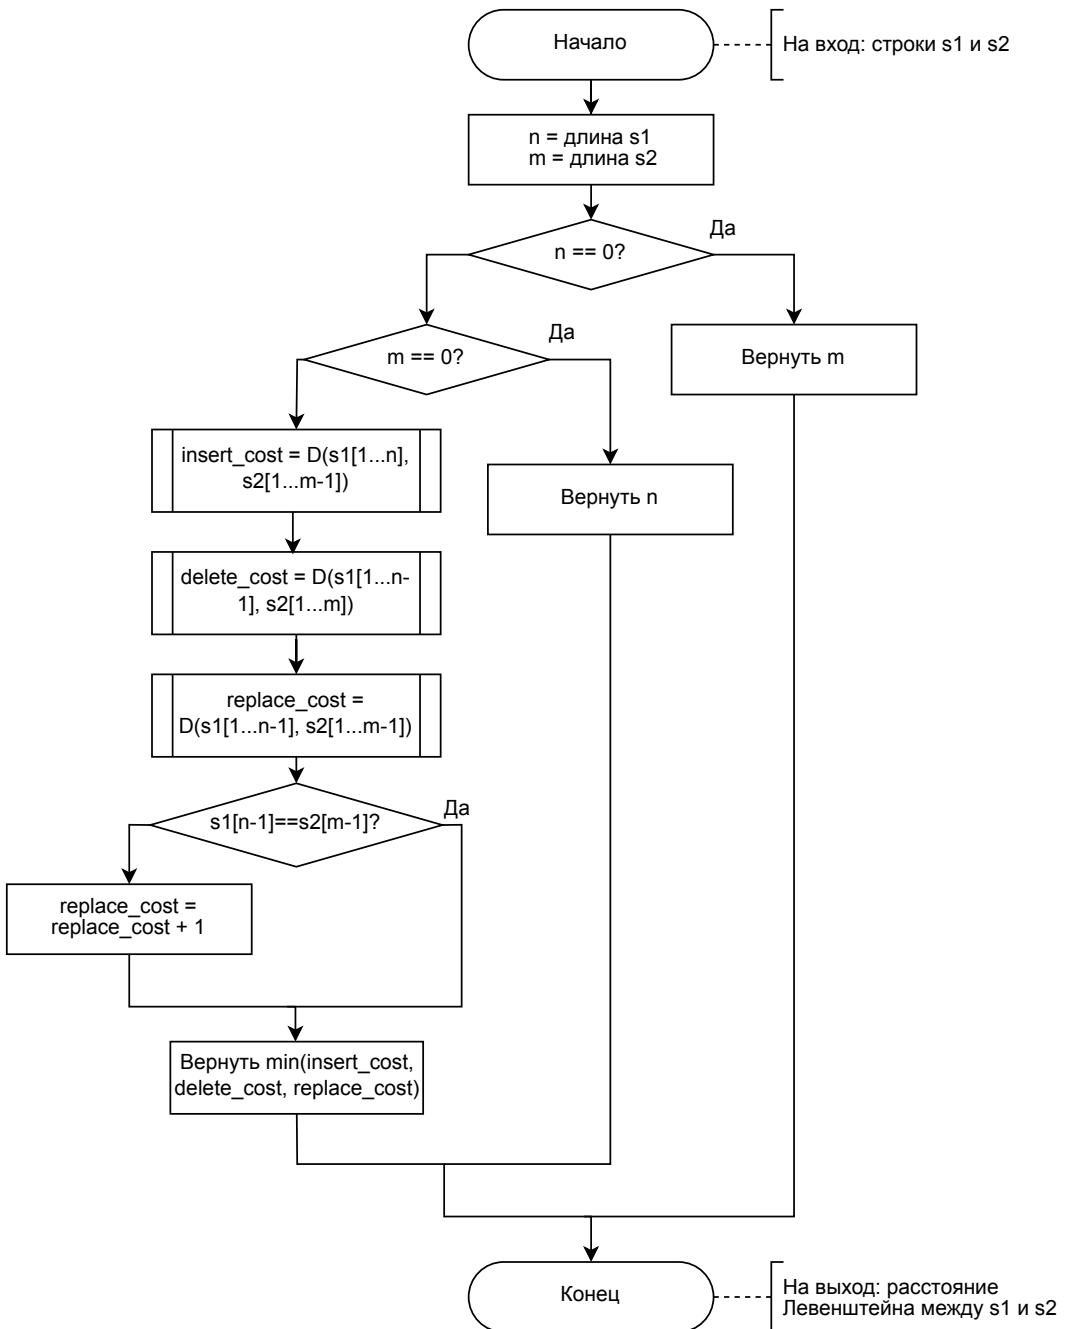 Начало
На вход: строки s1 и s2
n = длина s1
m = длина s2
n == 0?
Да
m == 0?
Да
Вернуть m
insert_cost = D(s1[1...n],
s2[1...m-1])
Вернуть n
delete_cost = D(s1[1...n-
1], s2[1...m])
replace_cost =
D(s1[1...n-1], s2[1...m-1])
s1[n-1]==s2[m-1]?
Да
replace_cost =
replace_cost + 1
Вернуть min(insert_cost,
delete_cost, replace_cost)
Конец
На выход: расстояние
Левенштейна между s1 и s2